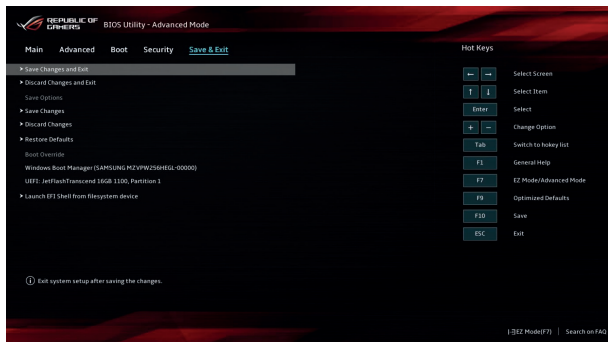 REPUBLIC OF
GAMERS
BIOS Utility - Advanced Mode
Main Advanced Boot Security Save & Exit
Hot Keys
➤ Save Changes and Exit
➤ Discard Changes and Exit
Save Options
➤ Save Changes
➤ Discard Changes
➤ Restore Defaults
Boot Override
Windows Boot Manager (SAMSUNG MZVPW256HEGL-00000)
UEFI: JetFlashTranscend 16GB 1100, Partition 1
➤ Launch EFI Shell from filesystem device
← → Select Screen
↑ ↓ Select Item
Enter Select
+ − Change Option
Tab Switch to hokey list
F1 General Help
F7 EZ Mode/Advanced Mode
F9 Optimized Defaults
F10 Save
ESC Exit
Exit system setup after saving the changes.
EZ Mode(F7) | Search on FAQ